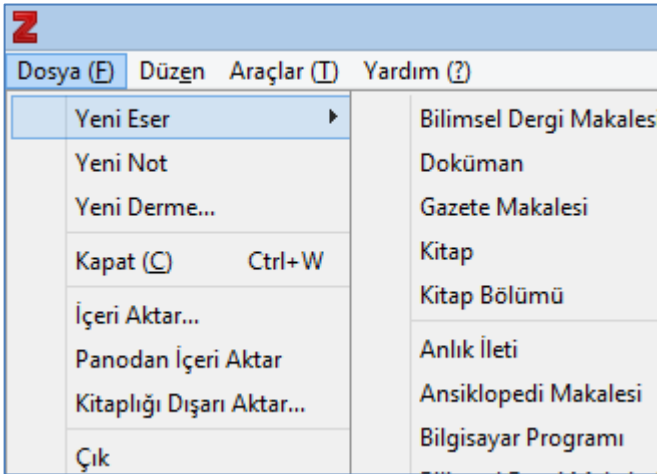 Z
Dosya (F) Düzen Araçlar (T) Yardım (?)
Yeni Eser
Yeni Not
Yeni Derme...
Kapat (C) Ctrl+W
İçeri Aktar...
Panodan İçeri Aktar
Kitaplığı Dışarı Aktar...
Çık
Bilimsel Dergi Makales
Doküman
Gazete Makalesi
Kitap
Kitap Bölümü
Anlık İleti
Ansiklopedi Makalesi
Bilgisayar Programı